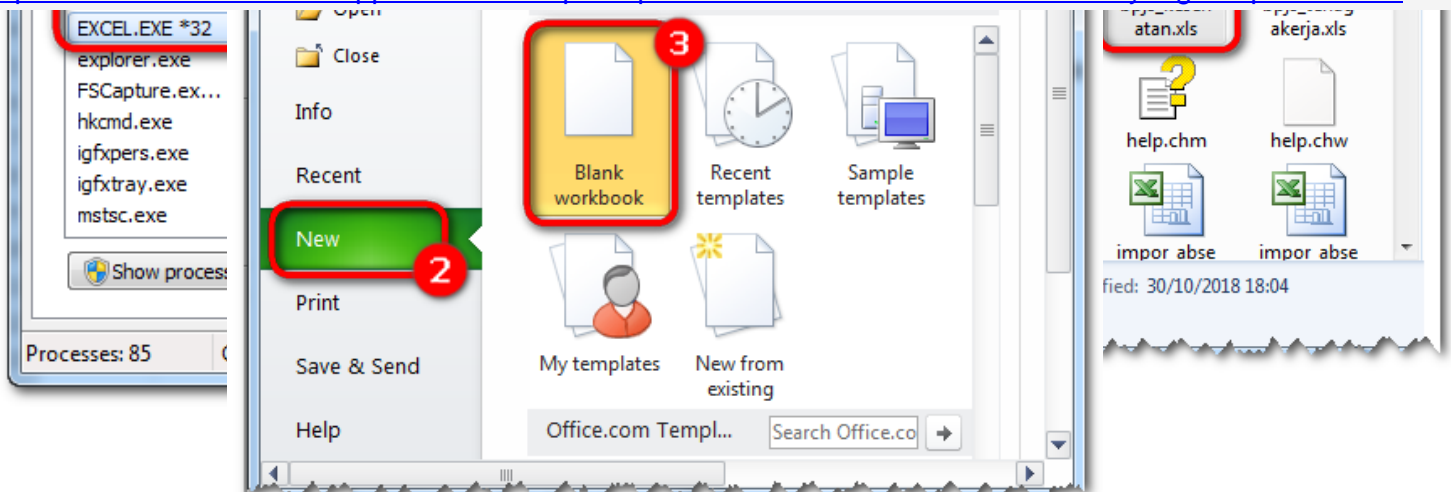 EXCEL.EXE *32
explorer.exe
FSCapture.ex...
hkcmd.exe
igfxpers.exe
igfxtray.exe
mstsc.exe
Show process
Processes: 85
Open
Close
Info
Recent
New
2
Print
Save & Send
Help
3
Blank
workbook
Recent
templates
Sample
templates
My templates
New from
existing
Office.com Templ...
Search Office.co
atan.xls
akerja.xls
help.chm
help.chw
impor abse
impor abse
fied: 30/10/2018 18:04